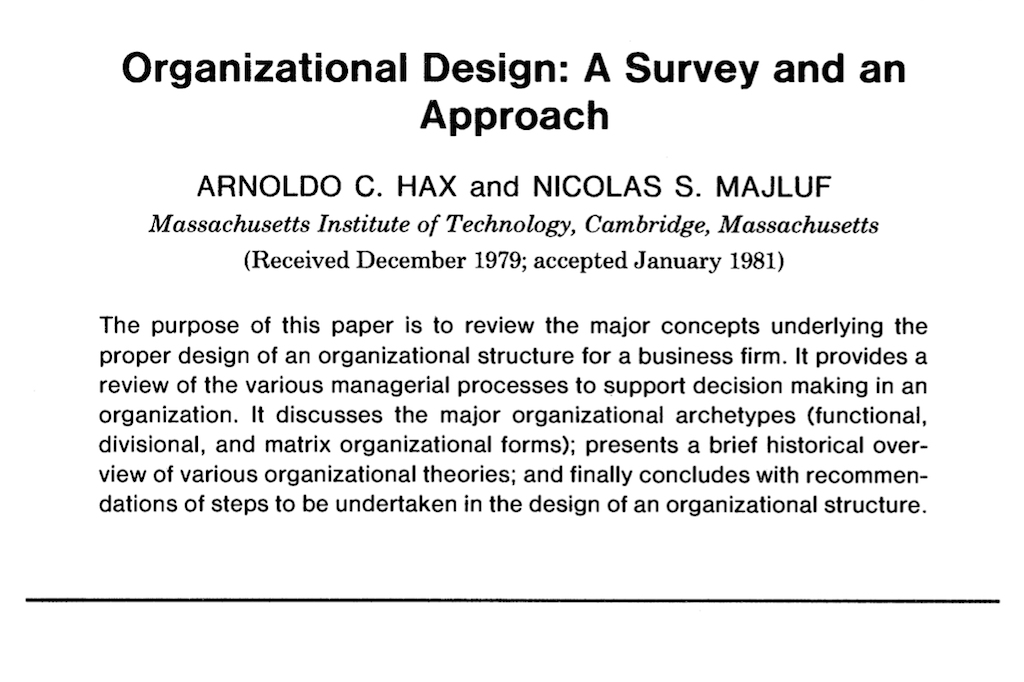 Organizational Design: A Survey and an
Approach
ARNOLDO C. HAX and NICOLAS S. MAJLUF
Massachusetts Institute of Technology, Cambridge, Massachusetts
(Received December 1979; accepted January 1981)
The purpose of this paper is to review the major concepts underlying the
proper design of an organizational structure for a business firm. It provides a
review of the various managerial processes to support decision making in an
organization. It discusses the major organizational archetypes (functional,
divisional, and matrix organizational forms); presents a brief historical over-
view of various organizational theories; and finally concludes with recommen-
dations of steps to be undertaken in the design of an organizational structure.